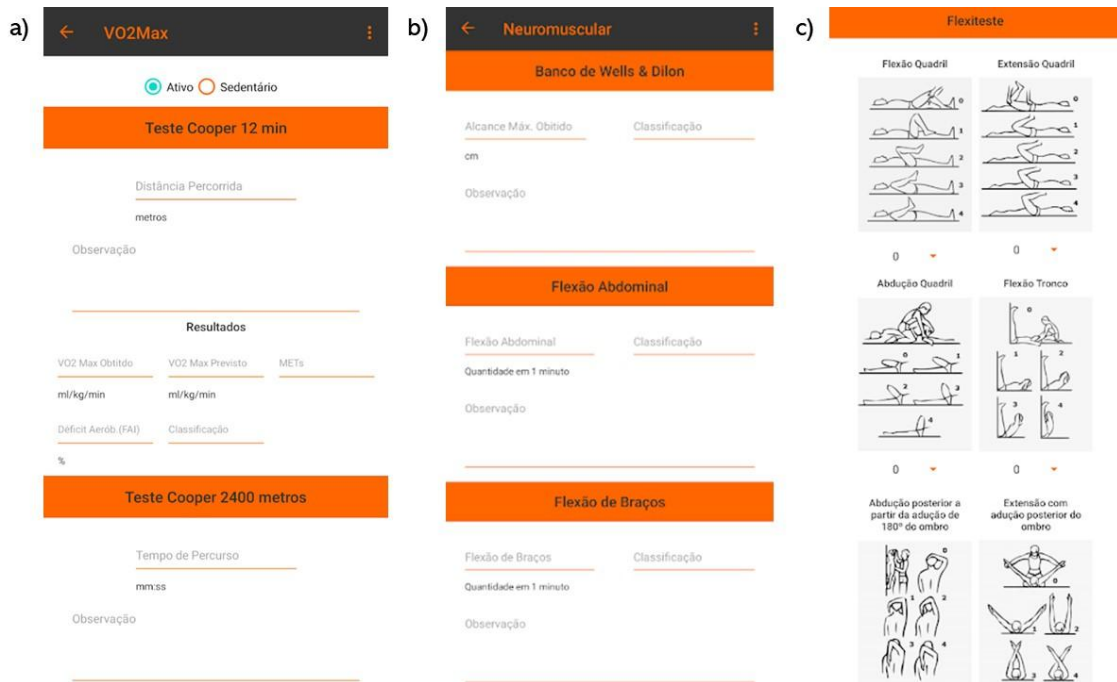 a)
VO2Max
Ativo Sedentário
Teste Cooper 12 min
Distância Percorrida
metros
Observação
Resultados
VO2 Max Obtitdo VO2 Max Previsto METs
ml/kg/min ml/kg/min
Déficit Aerób.(FAI) Classificação
%
Teste Cooper 2400 metros
Tempo de Percurso
mm:ss
Observação
b)
Neuromuscular
Banco de Wells & Dilon
Alcance Máx. Obitido Classificação
cm
Observação
Flexão Abdominal
Flexão Abdominal Classificação
Quantidade em 1 minuto
Observação
Flexão de Braços
Flexão de Braços Classificação
Quantidade em 1 minuto
Observação
c)
Flexiteste
Flexão Quadril
0
1
2
3
4
0
Extensão Quadril
0
1
2
3
4
0
Abdução Quadril
0 1
2 3
4
0
Flexão Tronco
0
1 2
3 4
0
Abdução posterior a
partir da adução de
180º do ombro
0
1 2
3 4
Extensão com
adução posterior do
ombro
0
1 2
3 4